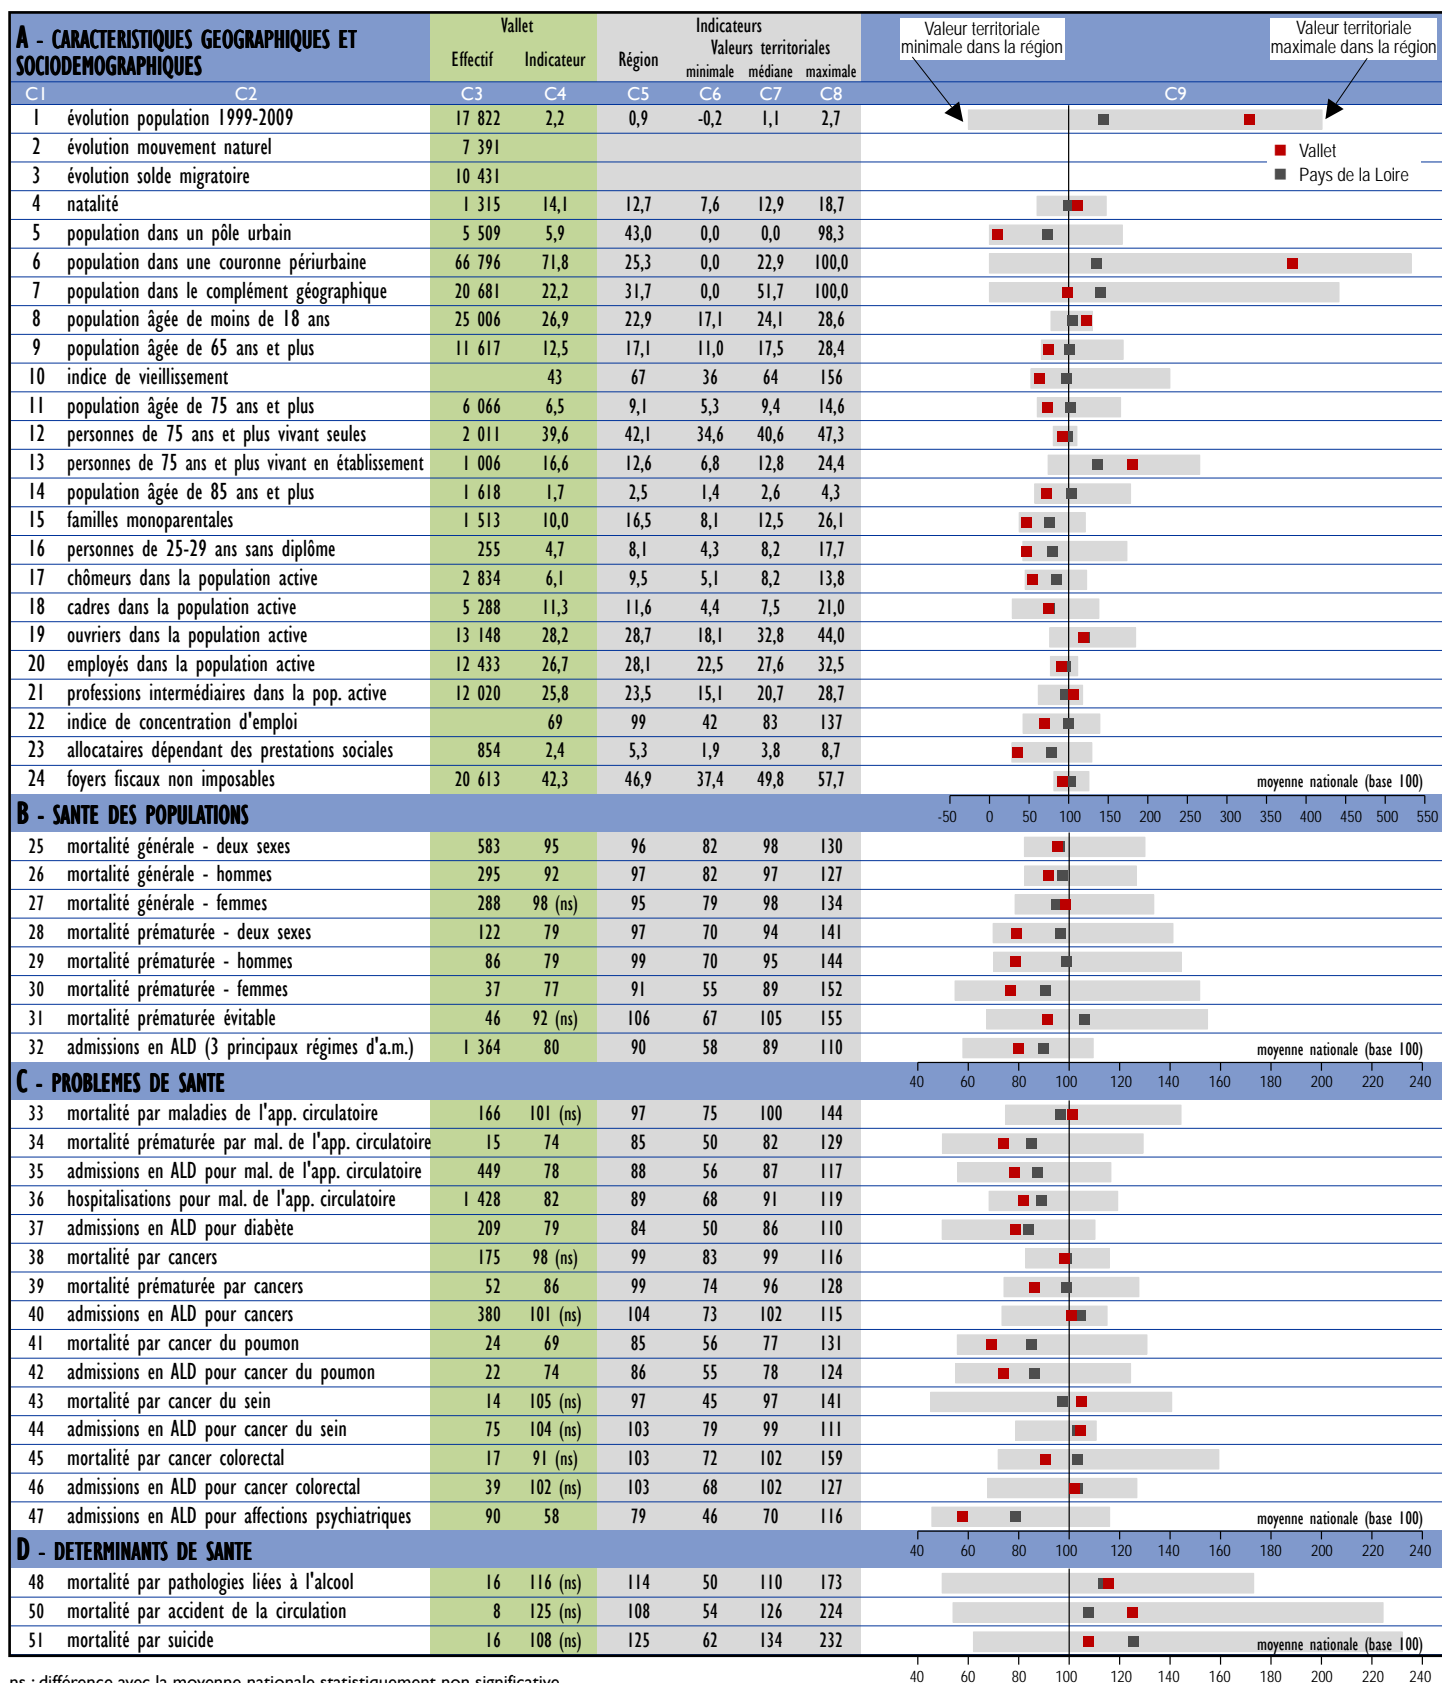 A - CARACTERISTIQUES GEOGRAPHIQUES ET SOCIODEMOGRAPHIQUES
Vallet
Indicateurs
Effectif Indicateur Région Valeurs territoriales
minimale médiane maximale
Valeur territoriale minimale dans la région
Valeur territoriale maximale dans la région
C1 C2 C3 C4 C5 C6 C7 C8 C9
1 évolution population 1999-2009 17 822 2,2 0,9 -0,2 1,1 2,7
2 évolution mouvement naturel 7 391
Vallet
3 évolution solde migratoire 10 431
Pays de la Loire
4 natalité 1 315 14,1 12,7 7,6 12,9 18,7
5 population dans un pôle urbain 5 509 5,9 43,0 0,0 0,0 98,3
6 population dans une couronne périurbaine 66 796 71,8 25,3 0,0 22,9 100,0
7 population dans le complément géographique 20 681 22,2 31,7 0,0 51,7 100,0
8 population âgée de moins de 18 ans 25 006 26,9 22,9 17,1 24,1 28,6
9 population âgée de 65 ans et plus 11 617 12,5 17,1 11,0 17,5 28,4
10 indice de vieillissement 43 67 36 64 156
11 population âgée de 75 ans et plus 6 066 6,5 9,1 5,3 9,4 14,6
12 personnes de 75 ans et plus vivant seules 2 011 39,6 42,1 34,6 40,6 47,3
13 personnes de 75 ans et plus vivant en établissement 1 006 16,6 12,6 6,8 12,8 24,4
14 population âgée de 85 ans et plus 1 618 1,7 2,5 1,4 2,6 4,3
15 familles monoparentales 1 513 10,0 16,5 8,1 12,5 26,1
16 personnes de 25-29 ans sans diplôme 255 4,7 8,1 4,3 8,2 17,7
17 chômeurs dans la population active 2 834 6,1 9,5 5,1 8,2 13,8
18 cadres dans la population active 5 288 11,3 11,6 4,4 7,5 21,0
19 ouvriers dans la population active 13 148 28,2 28,7 18,1 32,8 44,0
20 employés dans la population active 12 433 26,7 28,1 22,5 27,6 32,5
21 professions intermédiaires dans la pop. active 12 020 25,8 23,5 15,1 20,7 28,7
22 indice de concentration d'emploi 69 99 42 83 137
23 allocataires dépendant des prestations sociales 854 2,4 5,3 1,9 3,8 8,7
24 foyers fiscaux non imposables 20 613 42,3 46,9 37,4 49,8 57,7 moyenne nationale (base 100)
B - SANTE DES POPULATIONS
-50 0 50 100 150 200 250 300 350 400 450 500 550
25 mortalité générale - deux sexes 583 95 96 82 98 130
26 mortalité générale - hommes 295 92 97 82 97 127
27 mortalité générale - femmes 288 98 (ns) 95 79 98 134
28 mortalité prématurée - deux sexes 122 79 97 70 94 141
29 mortalité prématurée - hommes 86 79 99 70 95 144
30 mortalité prématurée - femmes 37 77 91 55 89 152
31 mortalité prématurée évitable 46 92 (ns) 106 67 105 155
32 admissions en ALD (3 principaux régimes d'a.m.) 1 364 80 90 58 89 110 moyenne nationale (base 100)
C - PROBLEMES DE SANTE
40 60 80 100 120 140 160 180 200 220 240
33 mortalité par maladies de l'app. circulatoire 166 101 (ns) 97 75 100 144
34 mortalité prématurée par mal. de l'app. circulatoire 15 74 85 50 82 129
35 admissions en ALD pour mal. de l'app. circulatoire 449 78 88 56 87 117
36 hospitalisations pour mal. de l'app. circulatoire 1 428 82 89 68 91 119
37 admissions en ALD pour diabète 209 79 84 50 86 110
38 mortalité par cancers 175 98 (ns) 99 83 99 116
39 mortalité prématurée par cancers 52 86 99 74 96 128
40 admissions en ALD pour cancers 380 101 (ns) 104 73 102 115
41 mortalité par cancer du poumon 24 69 85 56 77 131
42 admissions en ALD pour cancer du poumon 22 74 86 55 78 124
43 mortalité par cancer du sein 14 105 (ns) 97 45 97 141
44 admissions en ALD pour cancer du sein 75 104 (ns) 103 79 99 111
45 mortalité par cancer colorectal 17 91 (ns) 103 72 102 159
46 admissions en ALD pour cancer colorectal 39 102 (ns) 103 68 102 127
47 admissions en ALD pour affections psychiatriques 90 58 79 46 70 116 moyenne nationale (base 100)
D - DETERMINANTS DE SANTE
40 60 80 100 120 140 160 180 200 220 240
48 mortalité par pathologies liées à l'alcool 16 116 (ns) 114 50 110 173
50 mortalité par accident de la circulation 8 125 (ns) 108 54 126 224
51 mortalité par suicide 16 108 (ns) 125 62 134 232 moyenne nationale (base 100)
40 60 80 100 120 140 160 180 200 220 240
ns : différence avec la moyenne nationale statistiquement non significative